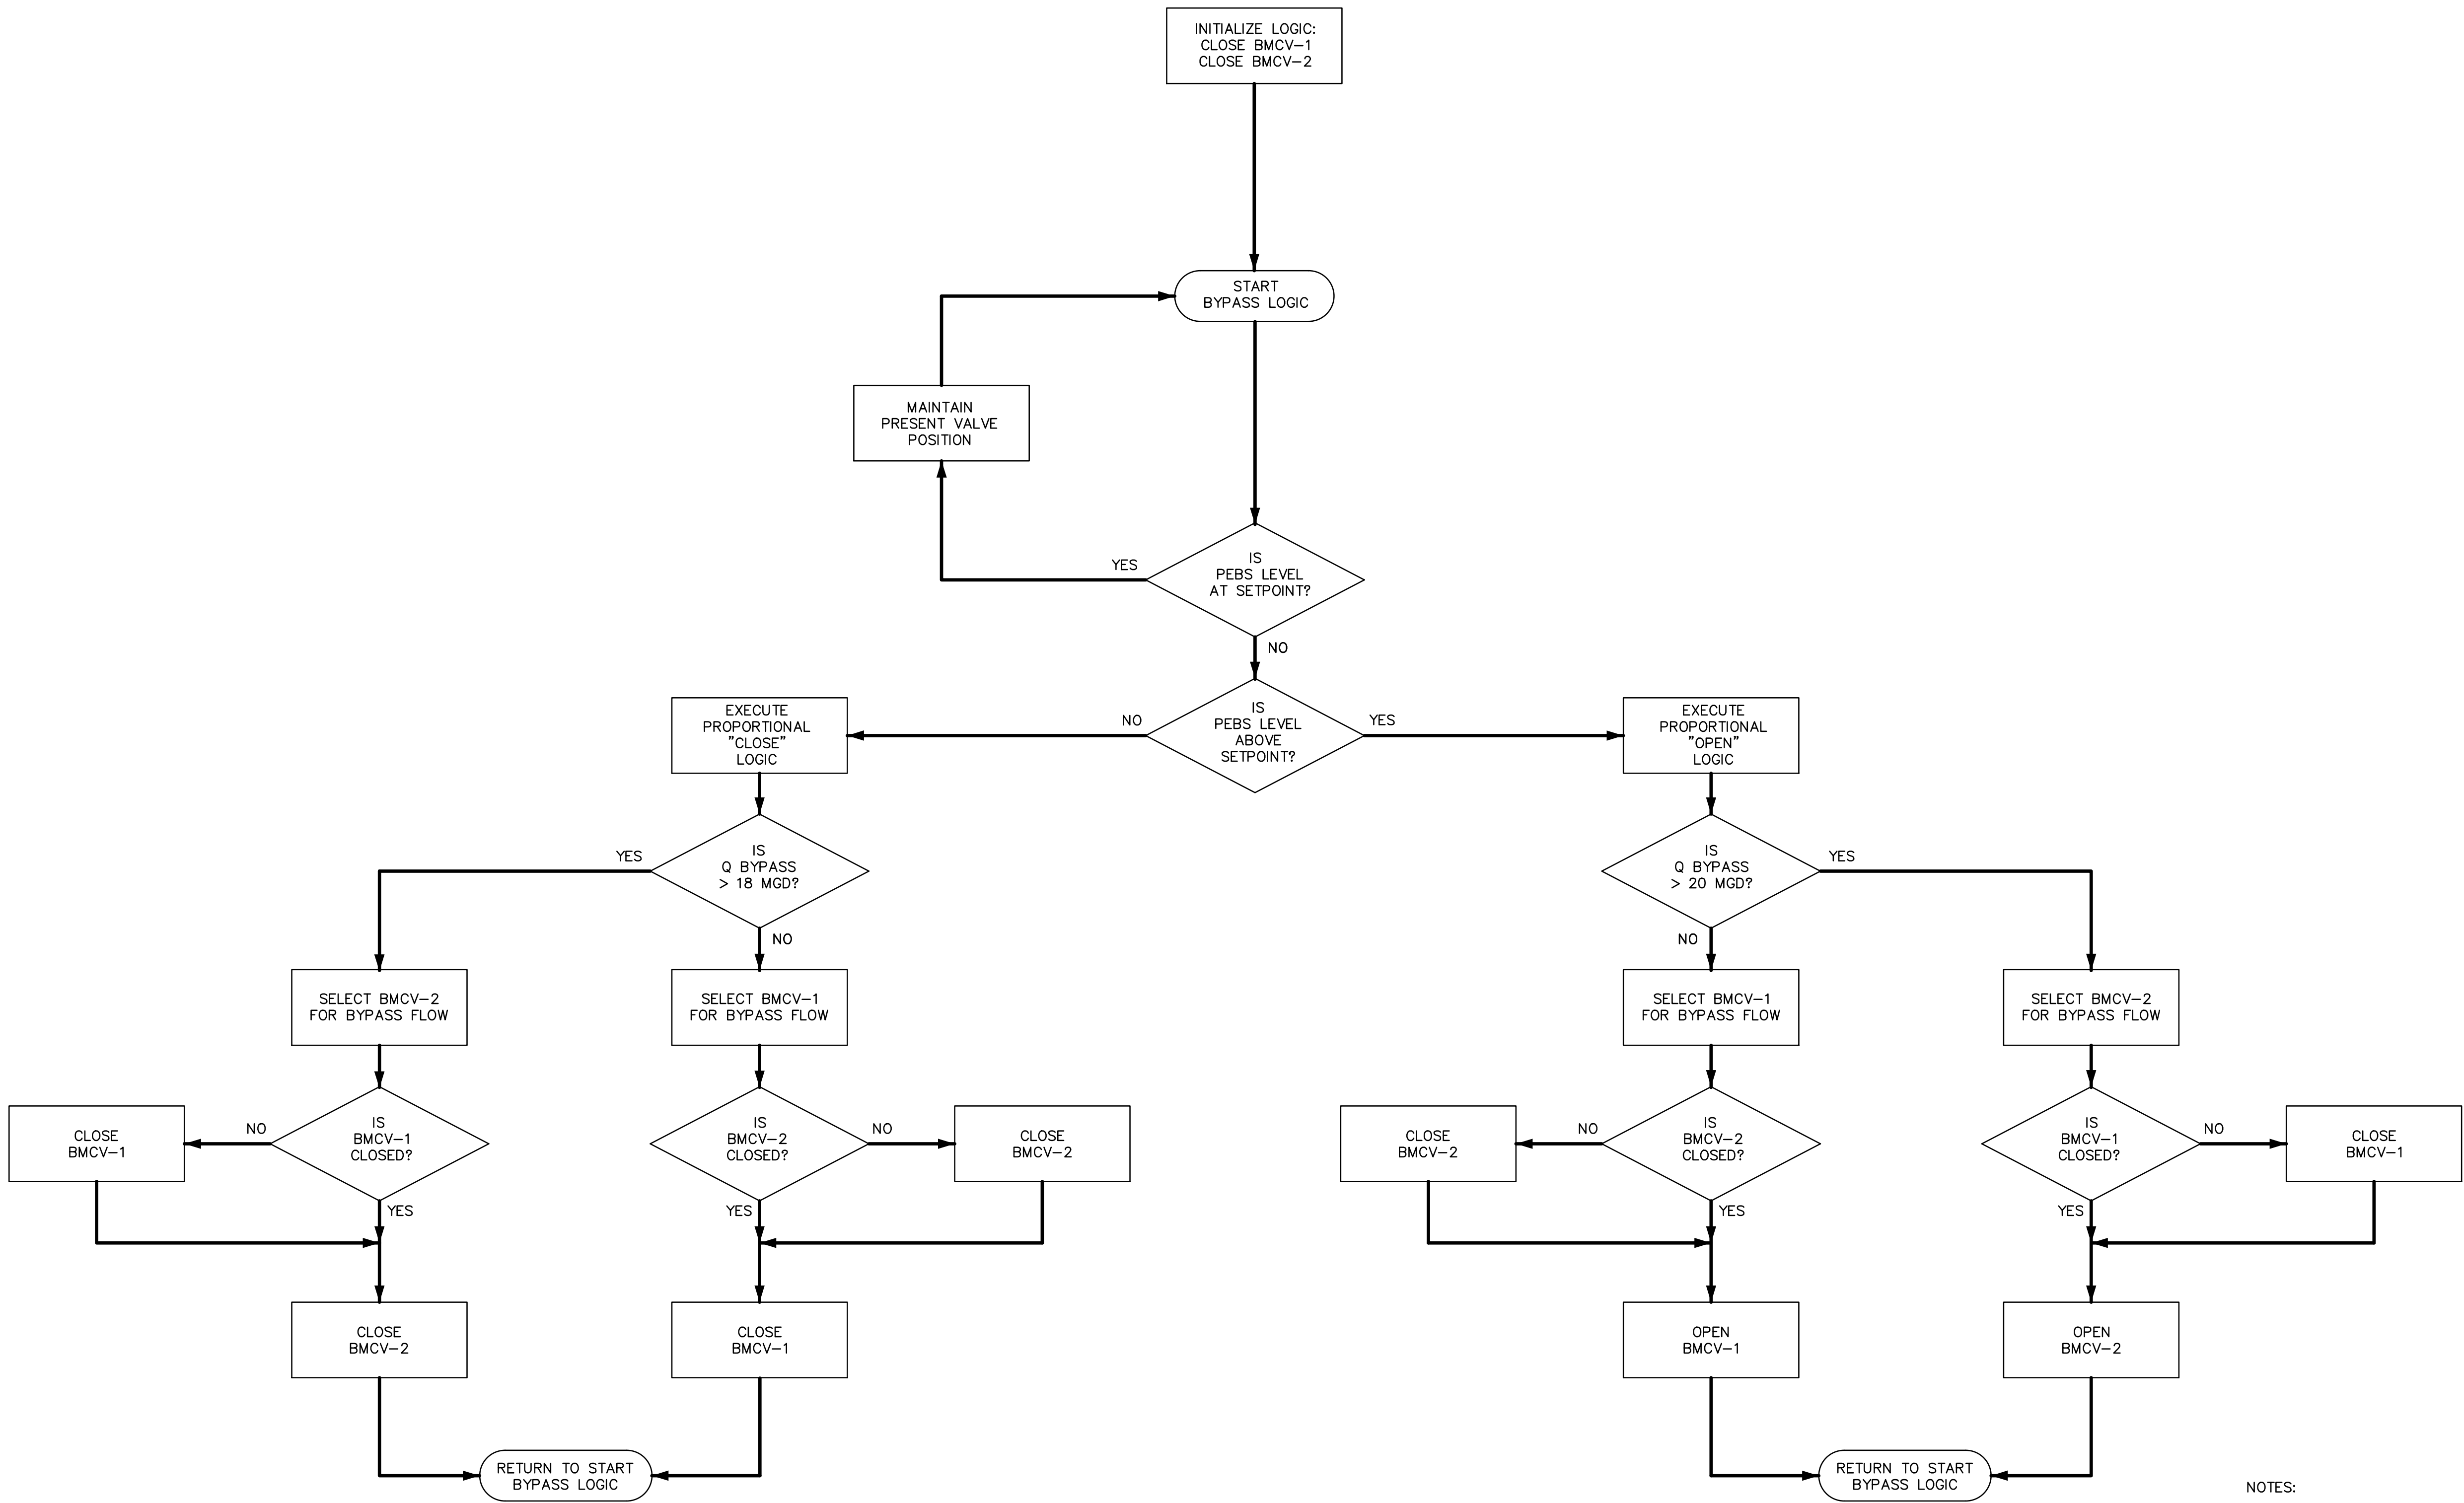 INITIALIZE LOGIC:
CLOSE BMCV-1
CLOSE BMCV-2
START
BYPASS LOGIC
MAINTAIN
PRESENT VALVE
POSITION
YES
IS
PEBS LEVEL
AT SETPOINT?
NO
EXECUTE
PROPORTIONAL
"CLOSE"
LOGIC
NO
IS
PEBS LEVEL
ABOVE
SETPOINT?
YES
EXECUTE
PROPORTIONAL
"OPEN"
LOGIC
YES
IS
Q BYPASS
> 18 MGD?
NO
IS
Q BYPASS
> 20 MGD?
YES
NO
SELECT BMCV-2
FOR BYPASS FLOW
SELECT BMCV-1
FOR BYPASS FLOW
SELECT BMCV-1
FOR BYPASS FLOW
SELECT BMCV-2
FOR BYPASS FLOW
CLOSE
BMCV-1
NO
IS
BMCV-1
CLOSED?
YES
IS
BMCV-2
CLOSED?
NO
CLOSE
BMCV-2
YES
CLOSE
BMCV-2
NO
IS
BMCV-2
CLOSED?
YES
IS
BMCV-1
CLOSED?
NO
CLOSE
BMCV-1
YES
CLOSE
BMCV-2
CLOSE
BMCV-1
OPEN
BMCV-1
OPEN
BMCV-2
RETURN TO START
BYPASS LOGIC
RETURN TO START
BYPASS LOGIC
NOTES: